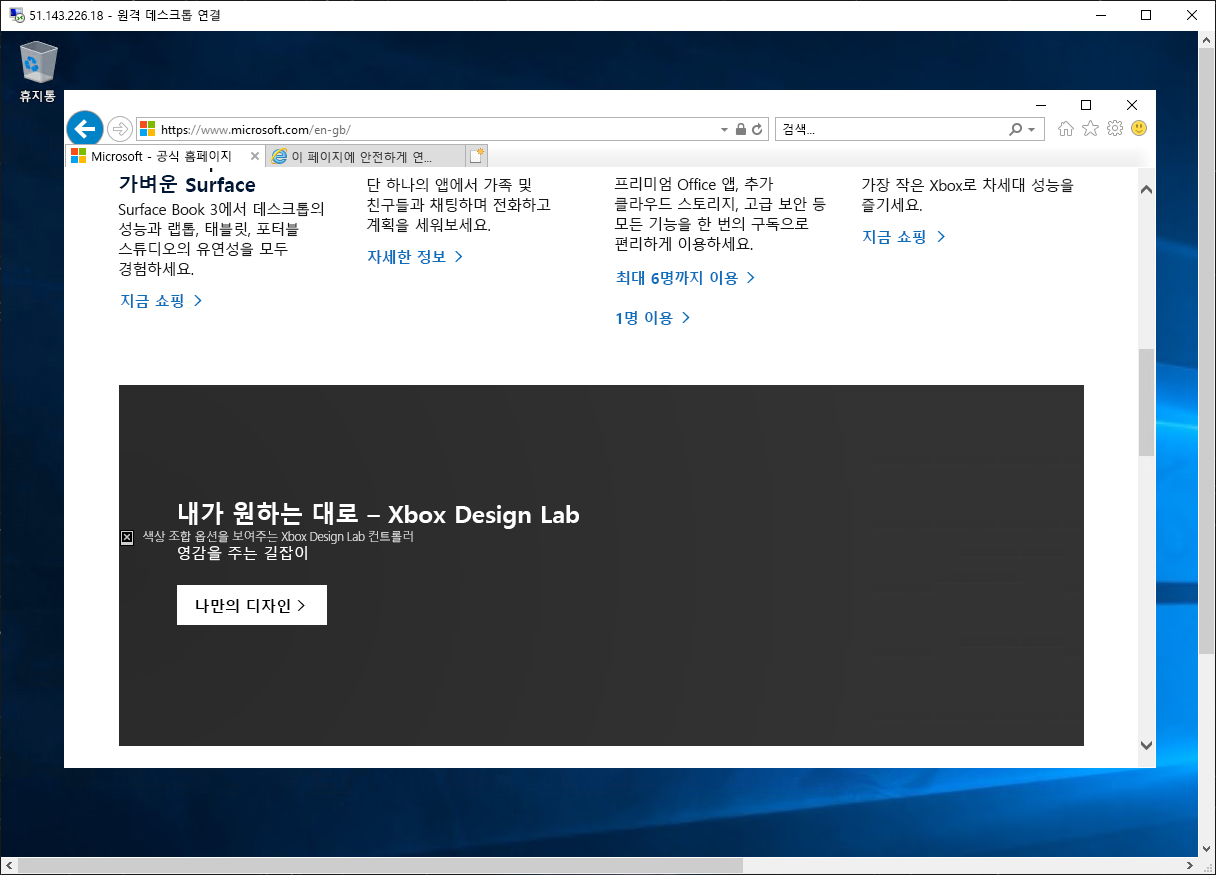 51.143.226.18 - 원격 데스크톱 연결
휴지통
https://www.microsoft.com/en-gb/
검색...
Microsoft - 공식 홈페이지
이 페이지에 안전하게 연...
가벼운 Surface
Surface Book 3에서 데스크톱의
성능과 랩톱, 태블릿, 포터블
스튜디오의 유연성을 모두
경험하세요.
지금 쇼핑
단 하나의 앱에서 가족 및
친구들과 채팅하며 전화하고
계획을 세워보세요.
자세한 정보
프리미엄 Office 앱, 추가
클라우드 스토리지, 고급 보안 등
모든 기능을 한 번의 구독으로
편리하게 이용하세요.
최대 6명까지 이용
1명 이용
가장 작은 Xbox로 차세대 성능을
즐기세요.
지금 쇼핑
내가 원하는 대로 – Xbox Design Lab
색상 조합 옵션을 보여주는 Xbox Design Lab 컨트롤러
영감을 주는 길잡이
나만의 디자인